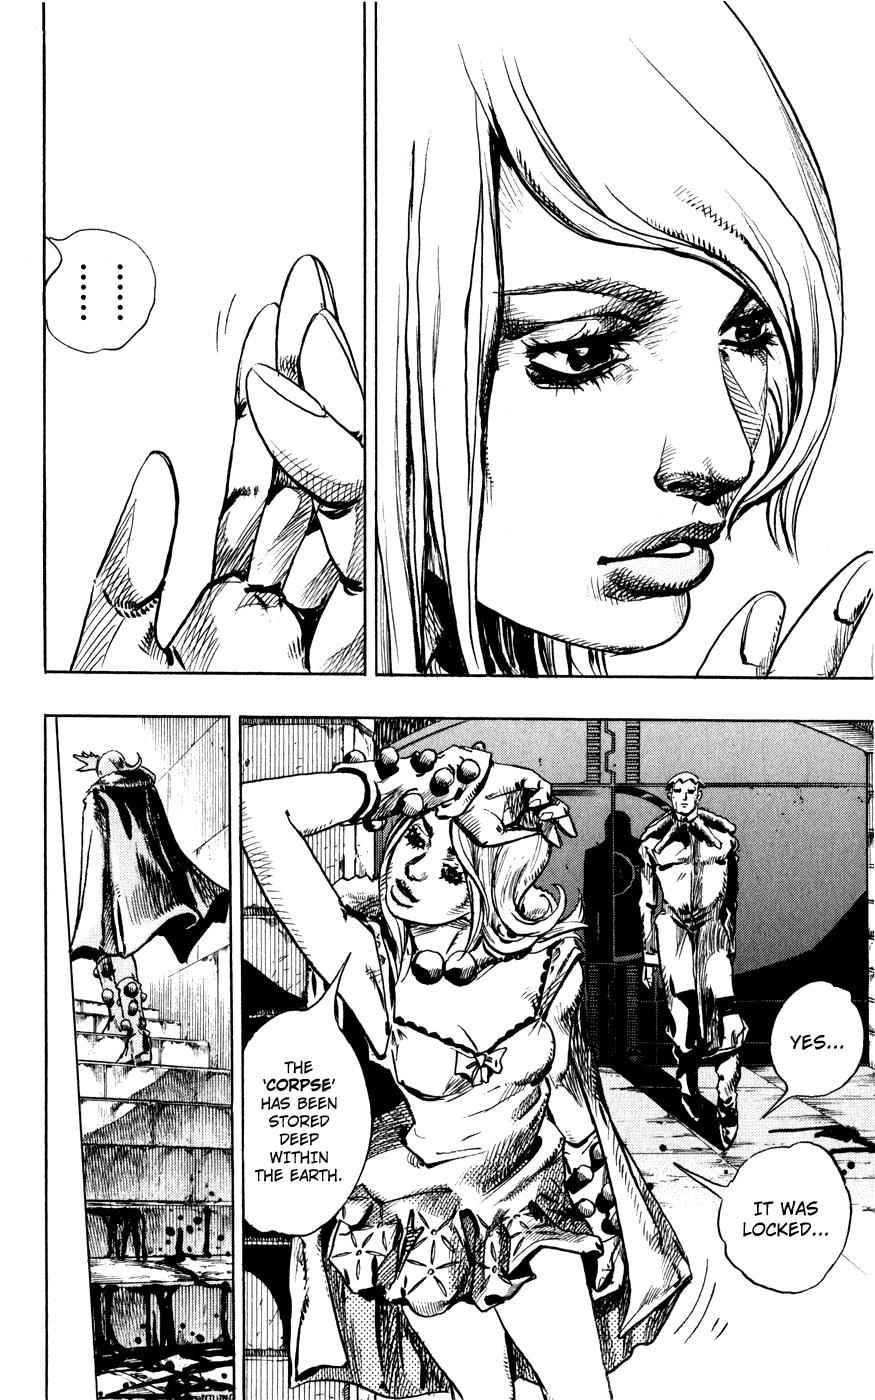 ......
......
YES...
IT WAS
LOCKED...
THE
'CORPSE'
HAS BEEN
STORED
DEEP
WITHIN
THE EARTH.